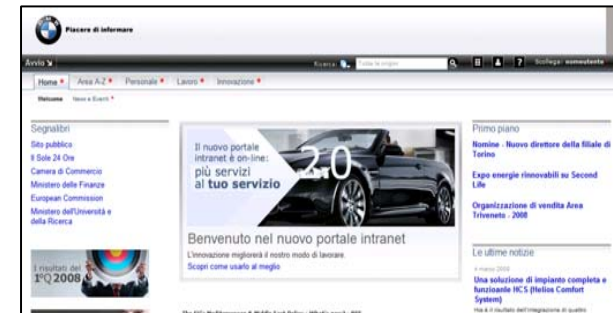 Piacere di informare
Avvio
Ricerca: Tutte le origini
? Scollega: nomeutente
Home Area A-Z Personale Lavoro Innovazione
Welcome News e Eventi
Segnalibri
Sito pubblico
Il Sole 24 Ore
Camera di Commercio
Ministero delle Finanze
European Commission
Ministero dell'Università e
della Ricerca
I risultati del
1°Q 2008
Il nuovo portale
intranet è on-line:
più servizi
al tuo servizio
2.0
Benvenuto nel nuovo portale intranet
L'innovazione migliorerà il nostro modo di lavorare.
Scopri come usarlo al meglio
Primo piano
Nomine - Nuovo direttore della filiale di
Torino
Expo energie rinnovabili su Second
Life
Organizzazione di vendita Area
Triveneto - 2008
Le ultime notizie
4 marzo 2008
Una soluzione di impianto completa e
funzionante HCS (Helios Comfort
System)